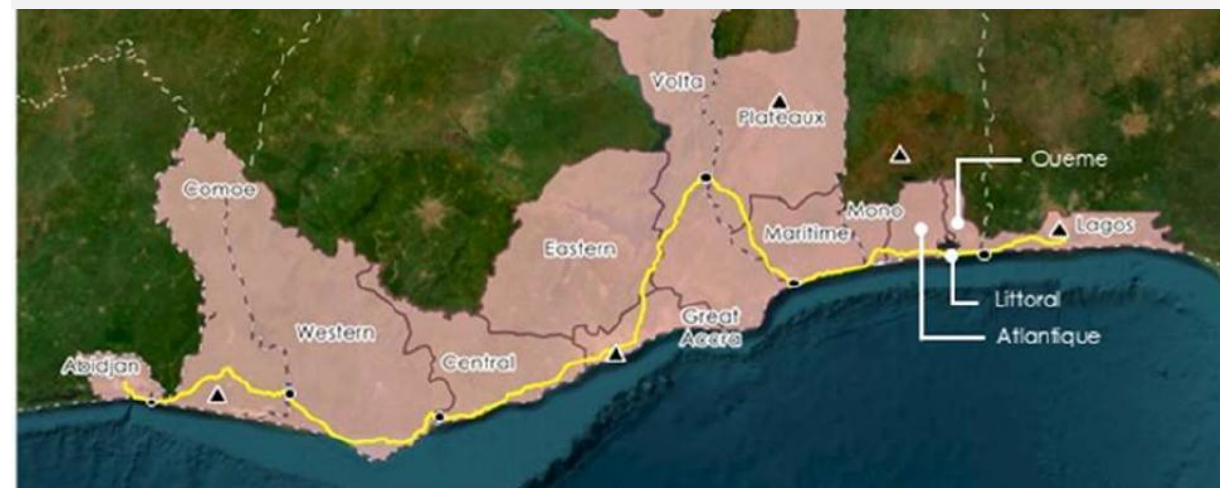 Volta
Plateaux
Oueme
Comoe
Mono
Lagos
Eastern
Maritime
Littoral
Western
Great
Accra
Atlantique
Central
Abidjan